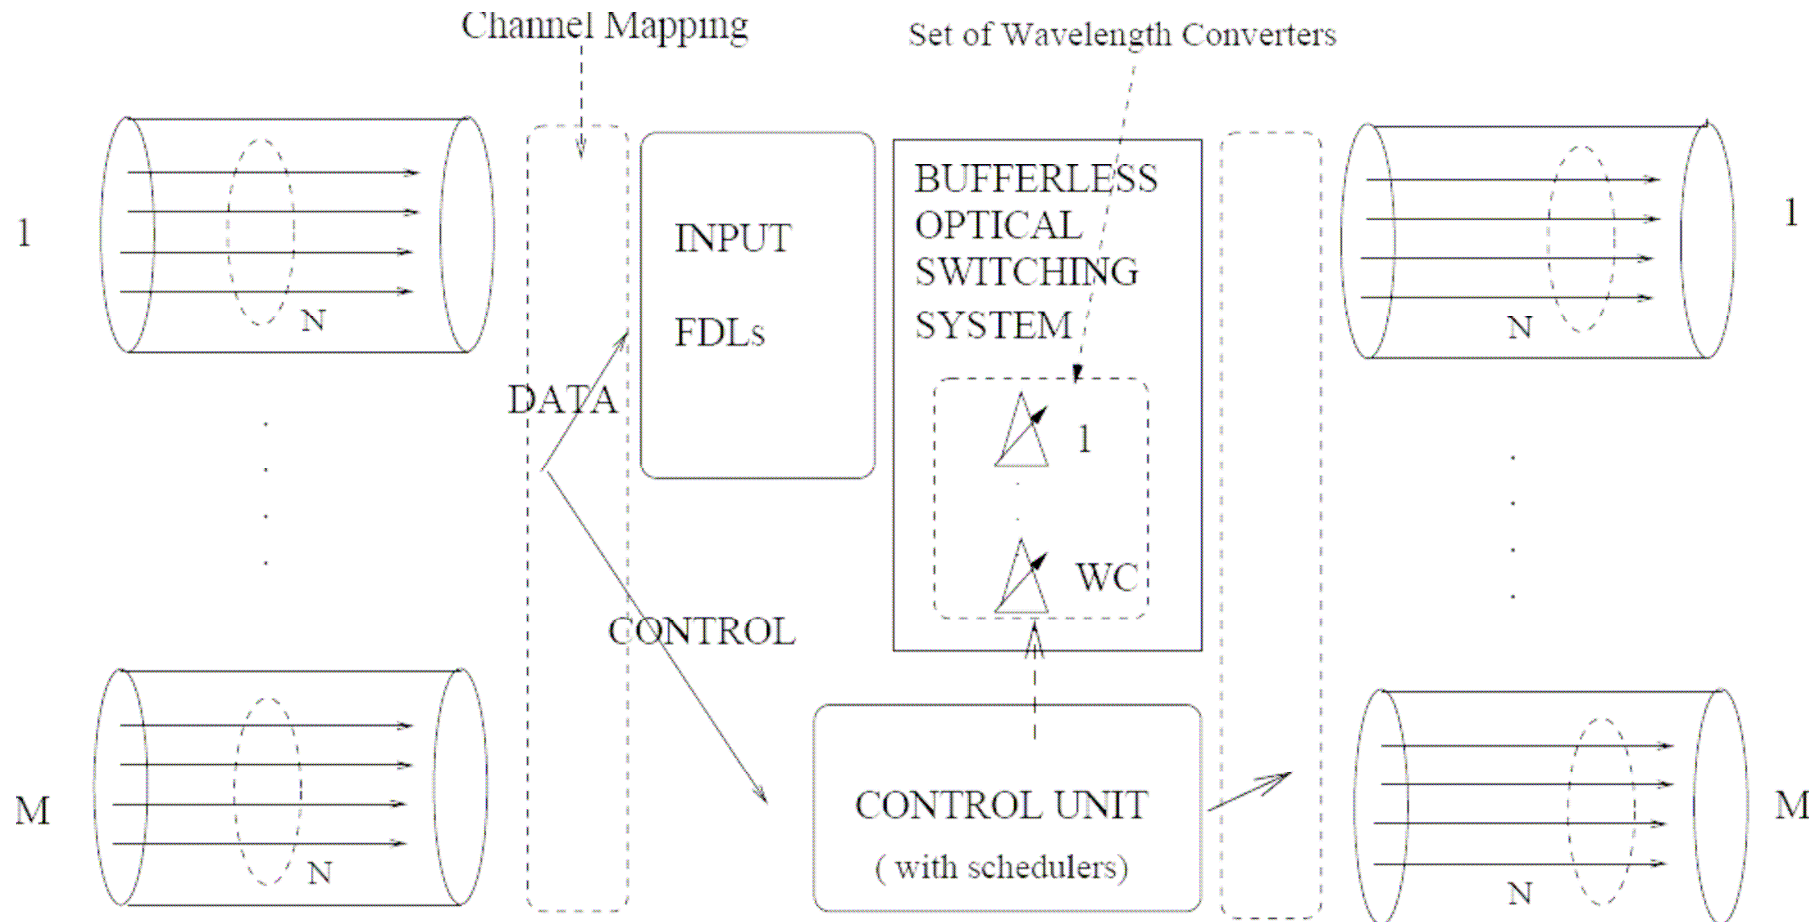 Channel Mapping
Set of Wavelength Converters
1
N
INPUT
FDLs
BUFFERLESS
OPTICAL
SWITCHING
SYSTEM
1
N
DATA
1
WC
CONTROL
M
N
CONTROL UNIT
( with schedulers)
M
N